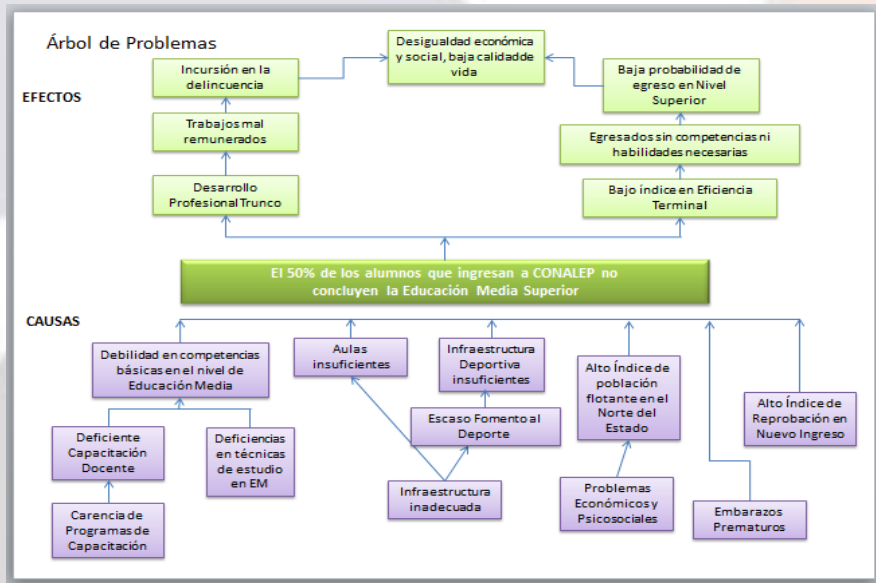 Árbol de Problemas
Desigualdad económica
y social, baja calidadde
vida
Incursión en la
delincuencia
Baja probabilidad de
egreso en Nivel
Superior
EFECTOS
Trabajos mal
remunerados
Egresados sin competencias ni
habilidades necesarias
Desarrollo
Profesional Trunco
Bajo índice en Eficiencia
Terminal
El 50% de los alumnos que ingresan a CONALEP no
concluyen la Educación Media Superior
CAUSAS
Debilidad en competencias
básicas en el nivel de
Educación Media
Aulas
insuficientes
Infraestructura
Deportiva
insuficientes
Alto Índice de
población
flotante en el
Norte del
Estado
Alto Índice de
Reprobación en
Nuevo Ingreso
Deficiente
Capacitación
Docente
Deficiencias
en técnicas
de estudio
en EM
Escaso Fomento al
Deporte
Carencia de
Programas de
Capacitación
Infraestructura
inadecuada
Problemas
Económicos y
Psicosociales
Embarazos
Prematuros